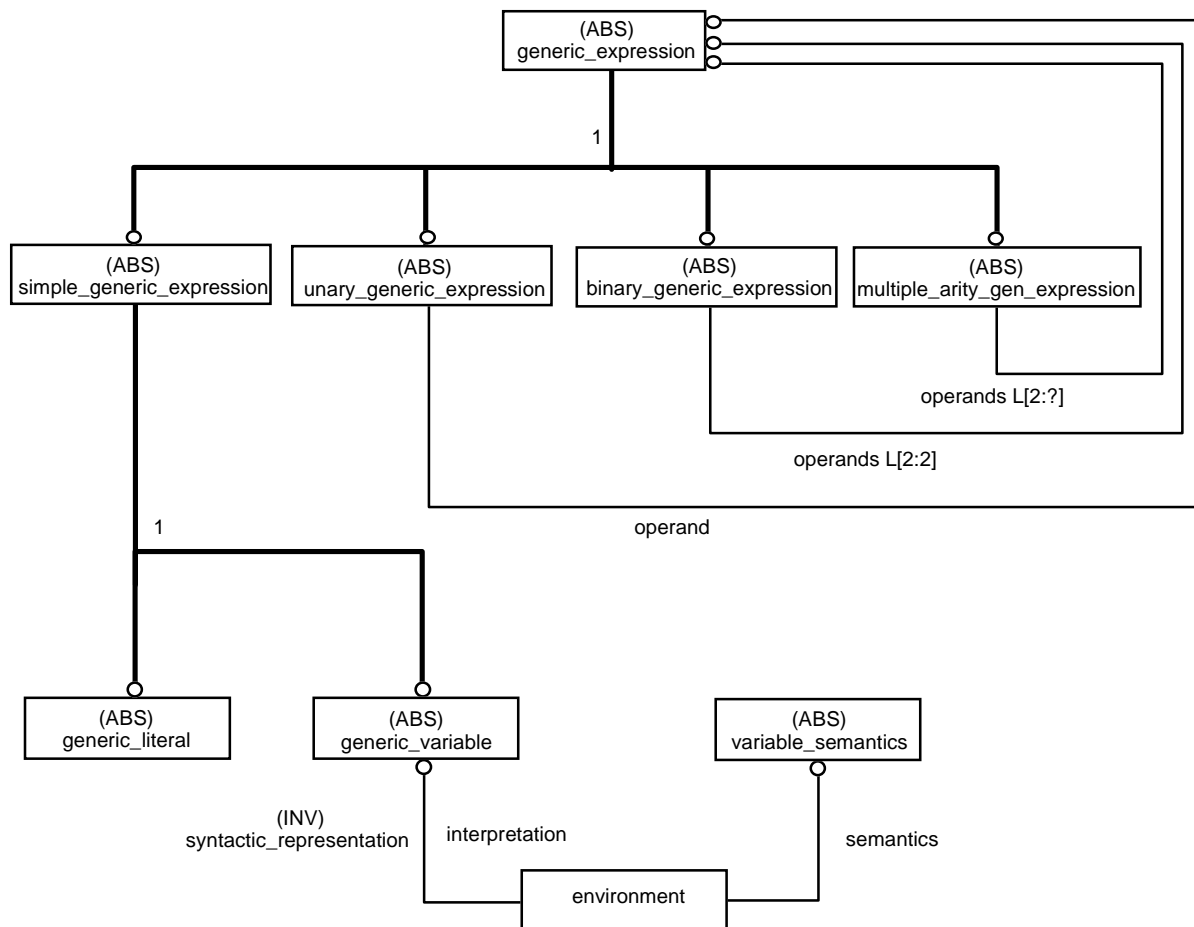 (ABS)
generic_expression
1
(ABS)
simple_generic_expression
(ABS)
unary_generic_expression
(ABS)
binary_generic_expression
(ABS)
multiple_arity_gen_expression
operands L[2:?]
operands L[2:2]
operand
1
(ABS)
generic_literal
(ABS)
generic_variable
(ABS)
variable_semantics
(INV)
syntactic_representation
interpretation
semantics
environment